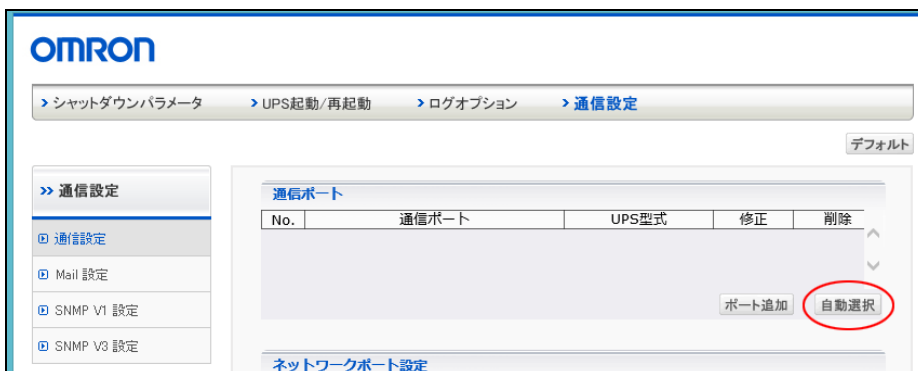 OMRON
シャットダウンパラメータ UPS起動/再起動 ログオプション 通信設定
デフォルト
通信設定
通信設定
Mail 設定
SNMP V1 設定
SNMP V3 設定
通信ポート
No. 通信ポート UPS型式 修正 削除
ポート追加 自動選択
ネットワークポート設定